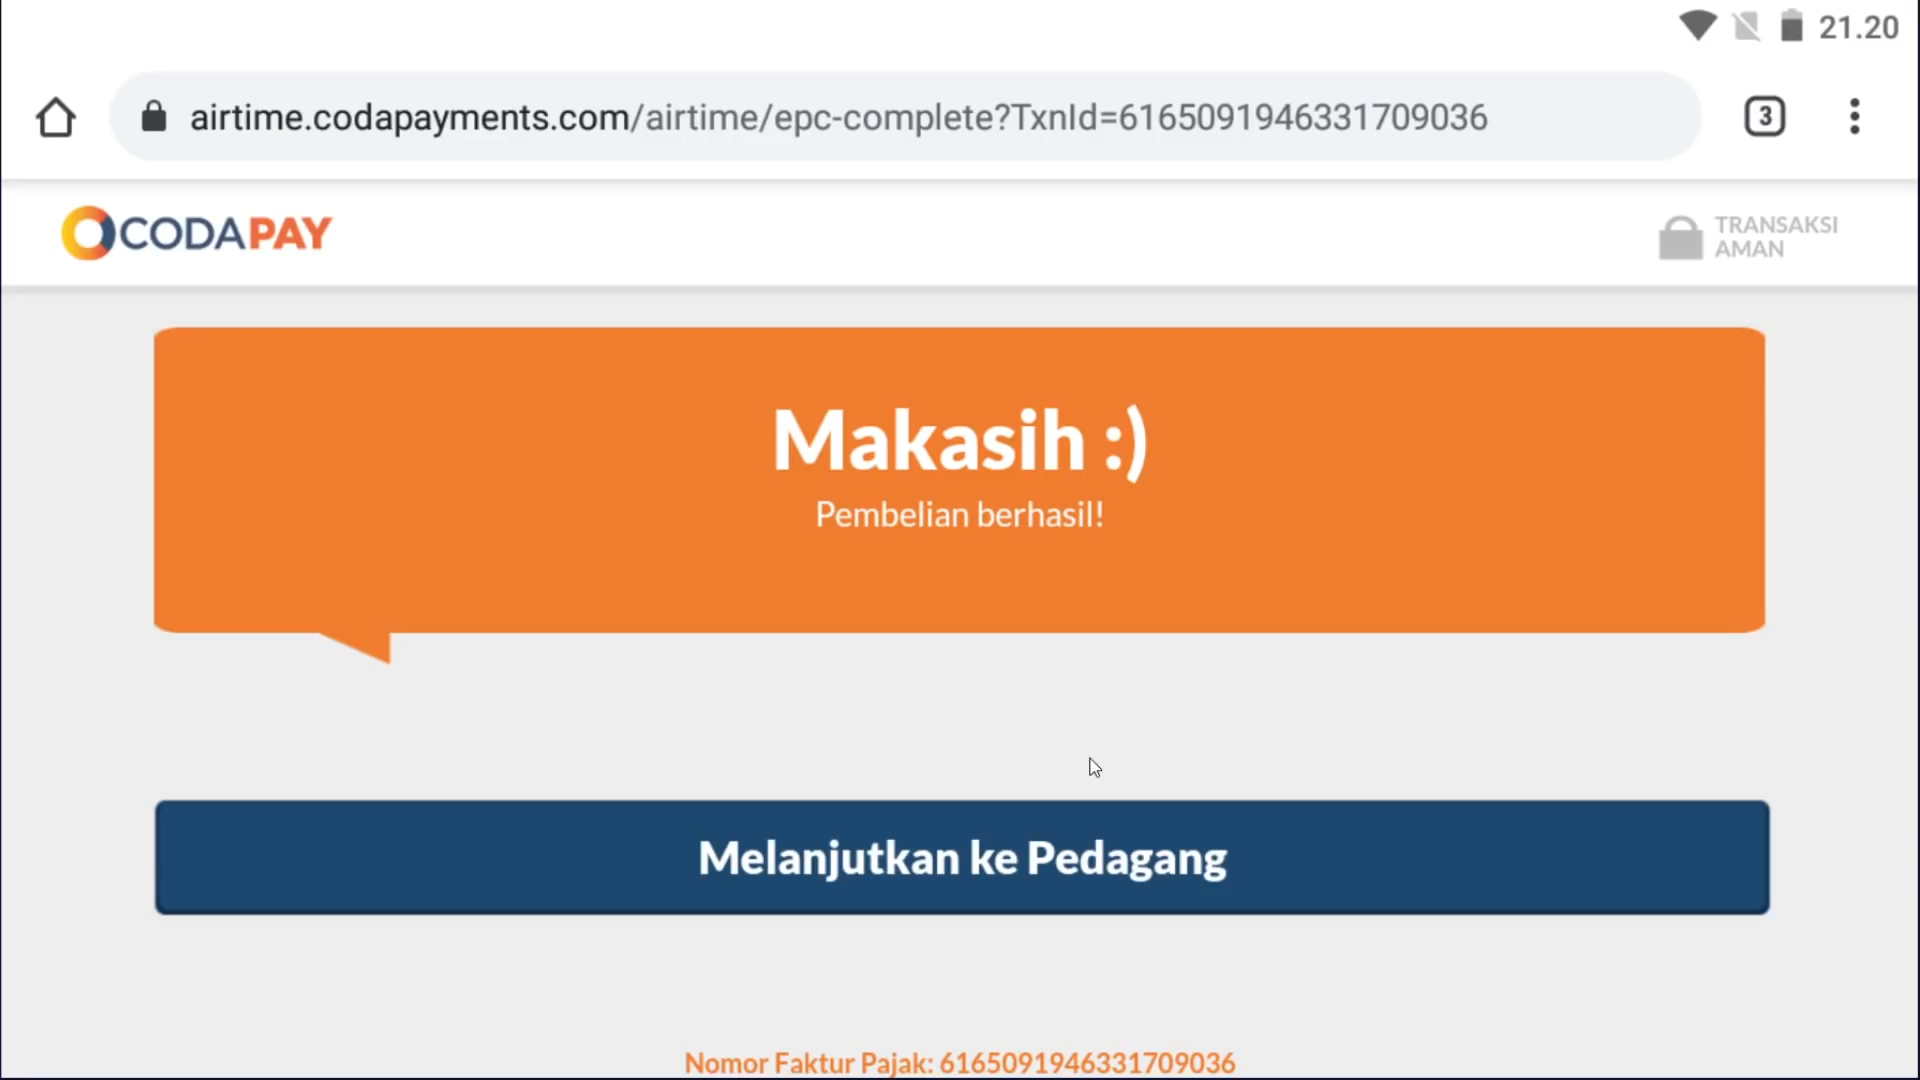 21.20
airtime.codapayments.com/airtime/epc-complete?TxnId=6165091946331709036
3
CODAPAY
TRANSAKSI
AMAN
Makasih :)
Pembelian berhasil!
Melanjutkan ke Pedagang
Nomor Faktur Pajak: 6165091946331709036